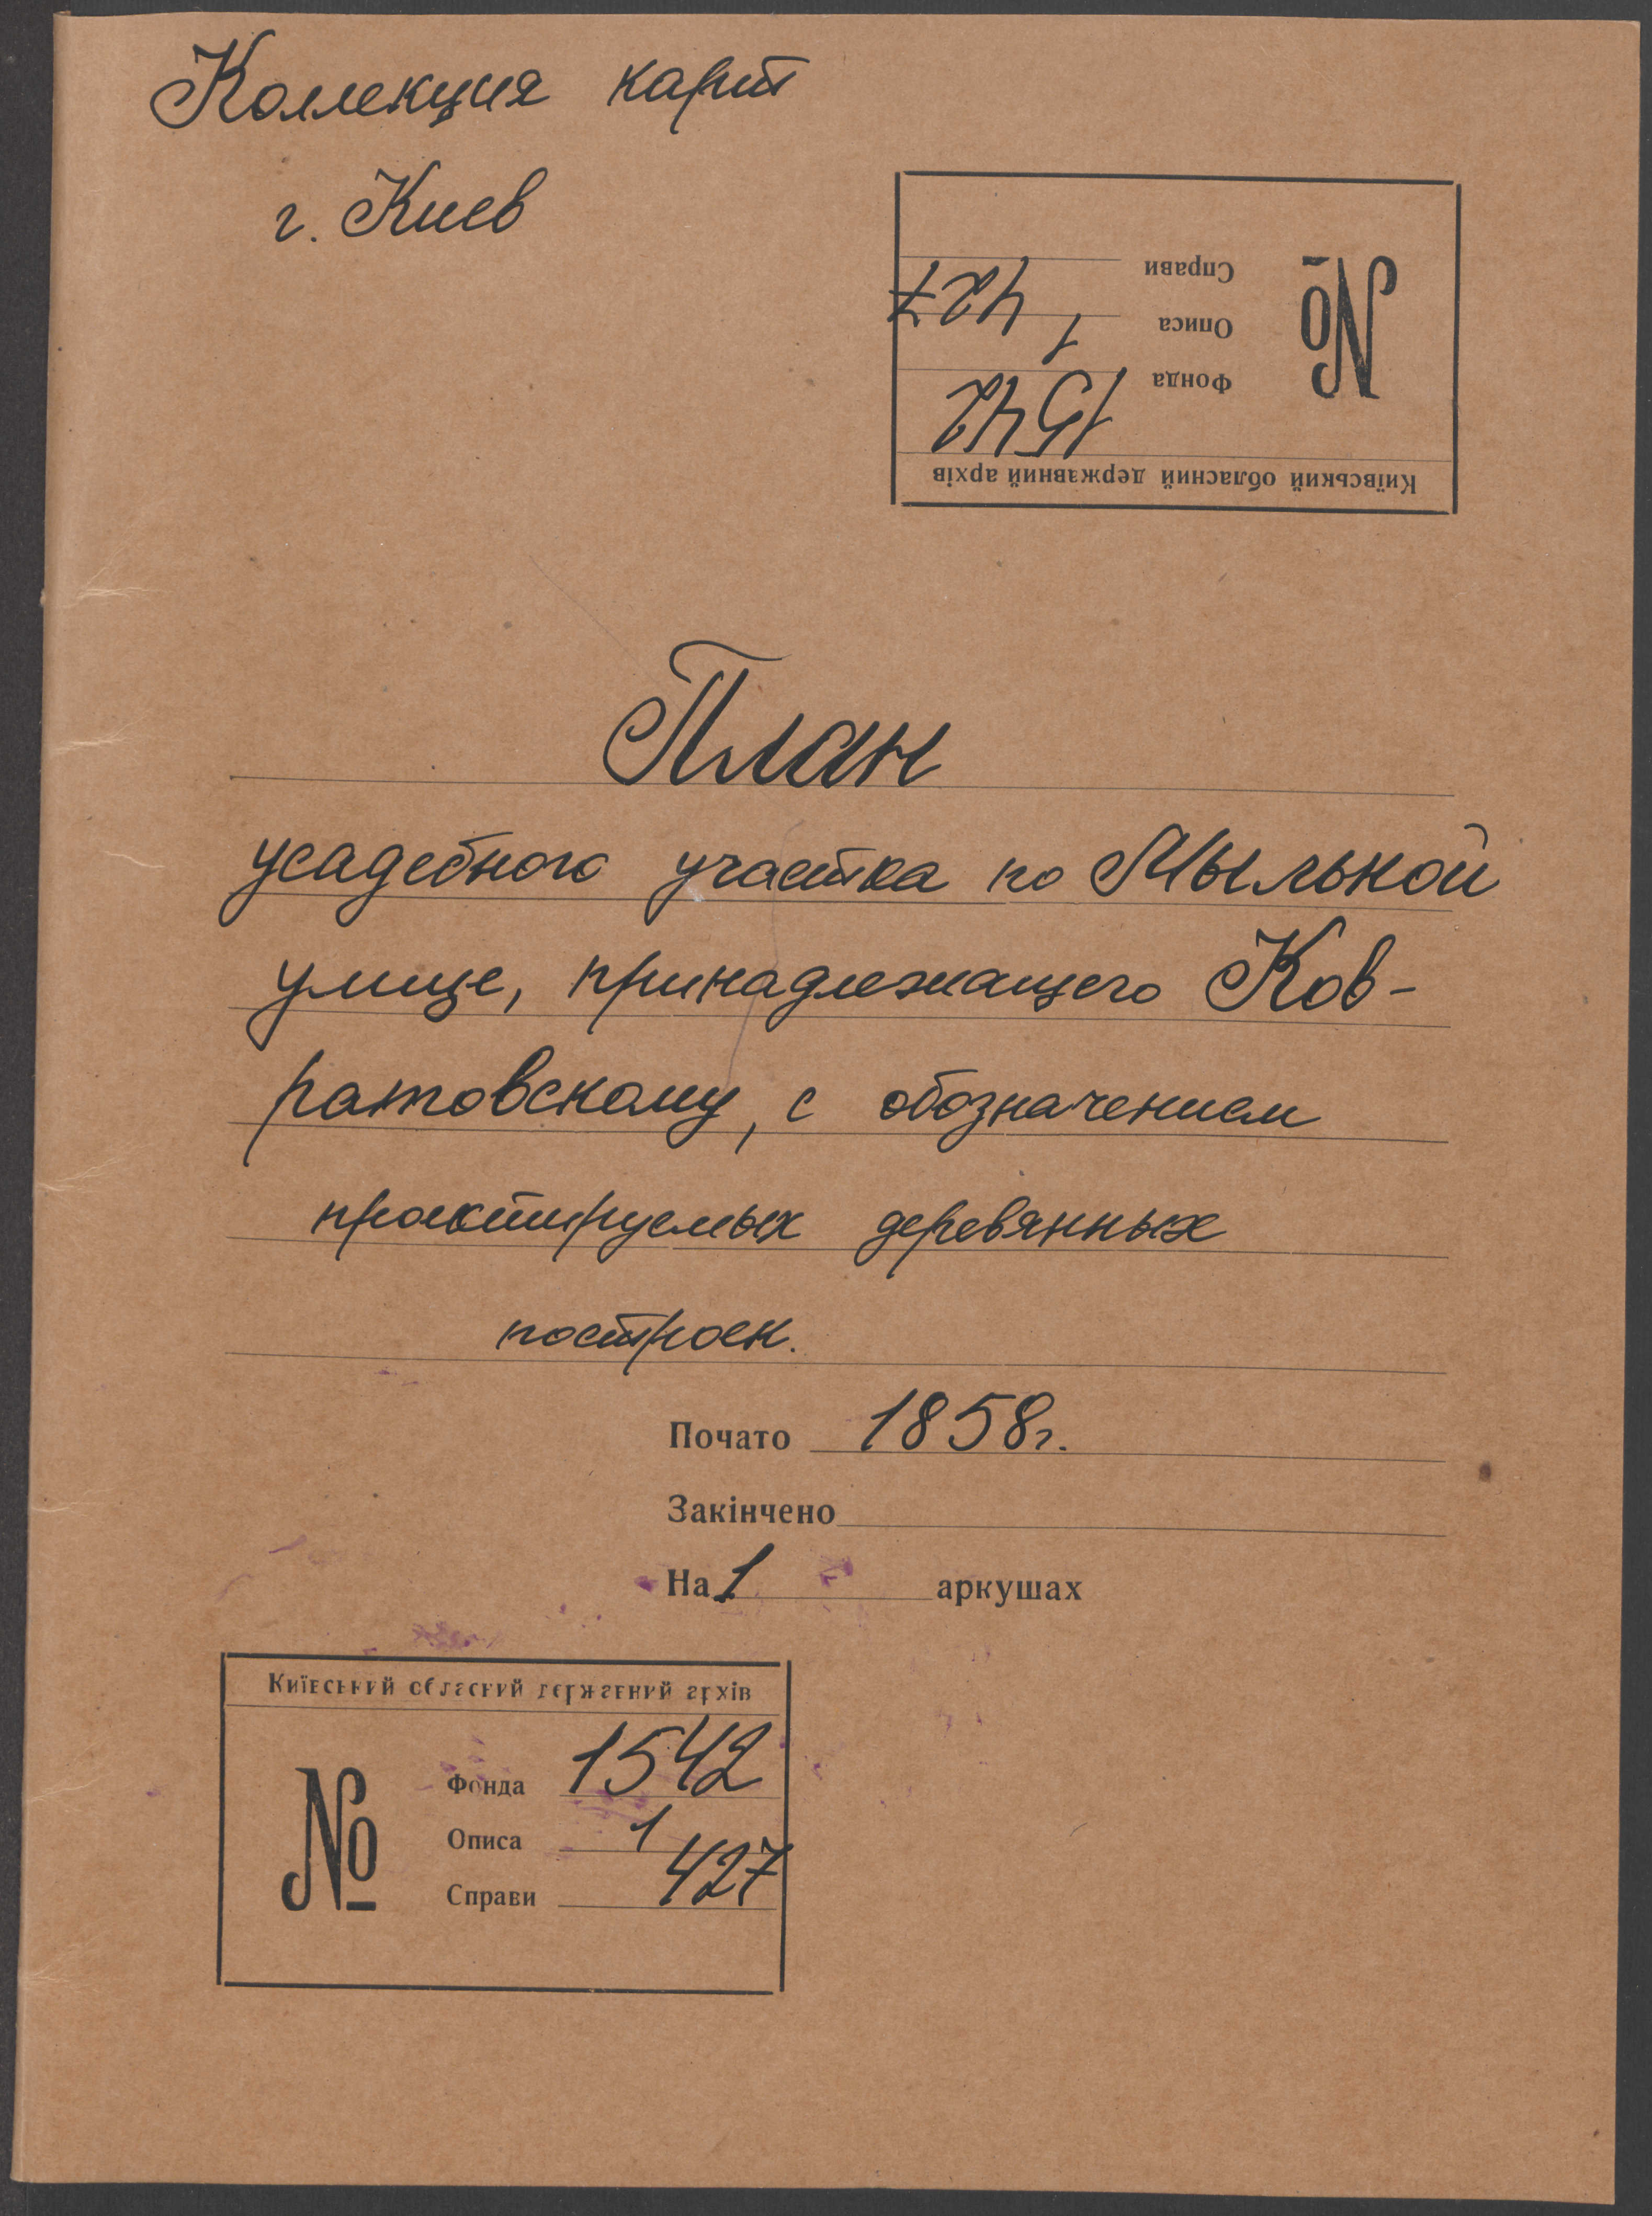 Коллекция карт
г. Киев
Київський обласний державний архів
№
Фонда 1542
Описа 1
Справи 427
План
усадебного участка по Мыльной
улице, принадлежащего Ков-
ратовскому, с обозначением
проектируемых деревянных
построек.
Почато 1858г.
Закінчено
На 1 аркушах
Київський обласний державний архів
№
Фонда 1542
Описа 1
Справи 427